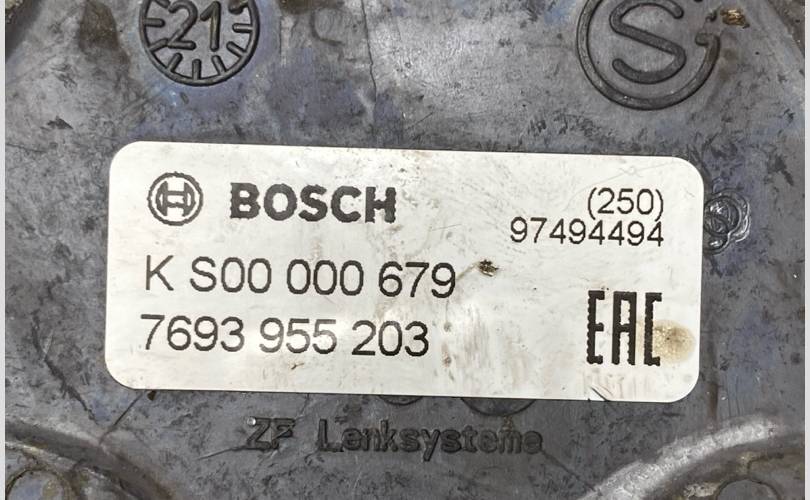 21
S
BOSCH
(250)
97494494
K S00 000 679
7693 955 203
EAC
ZF Lenksysteme